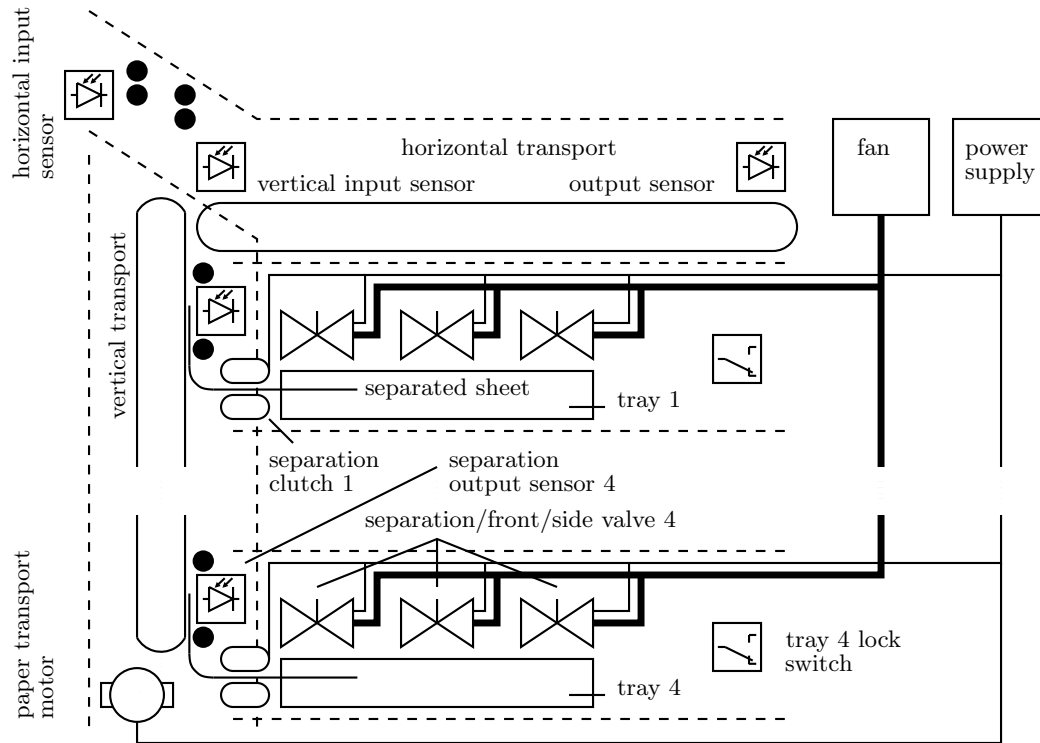 horizontal input
sensor
horizontal transport
vertical input sensor
output sensor
fan
power
supply
vertical transport
separated sheet
tray 1
separation
clutch 1
separation
output sensor 4
separation/front/side valve 4
paper transport
motor
tray 4 lock
switch
tray 4